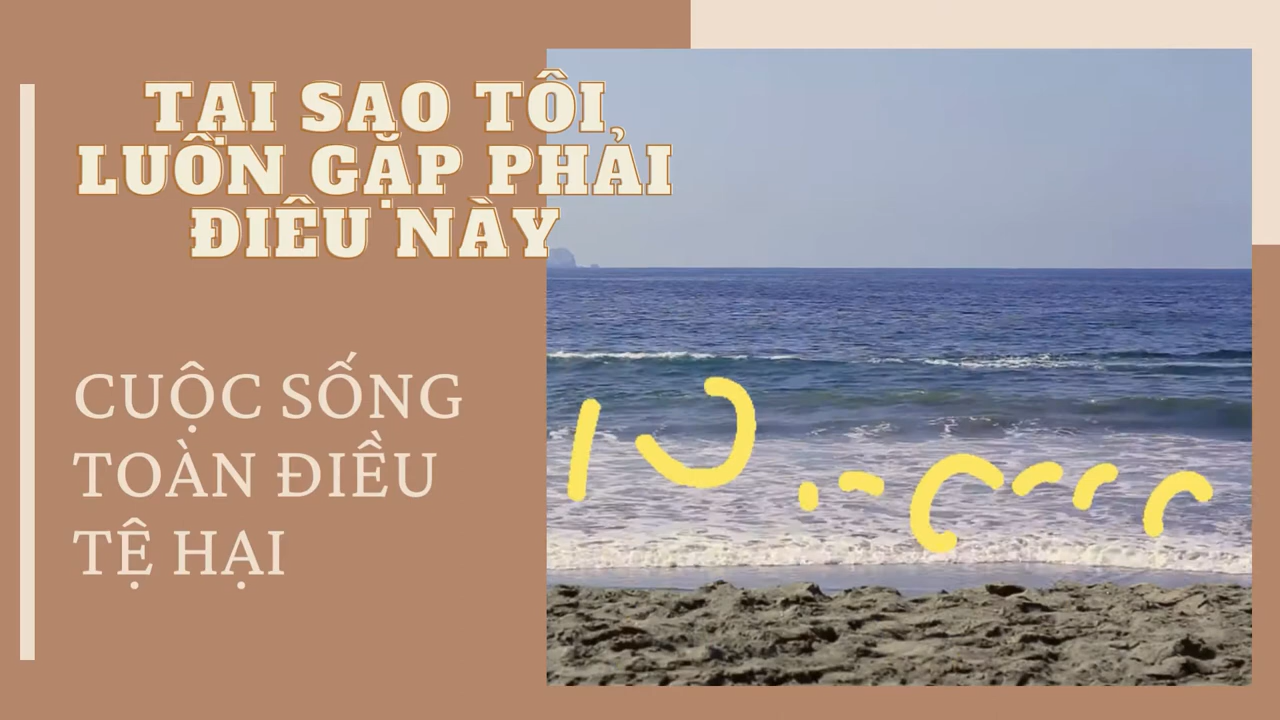 TẠI SAO TÔI
LUÔN GẶP PHẢI
ĐIỀU NÀY
CUỘC SỐNG
TOÀN ĐIỀU
TỆ HẠI